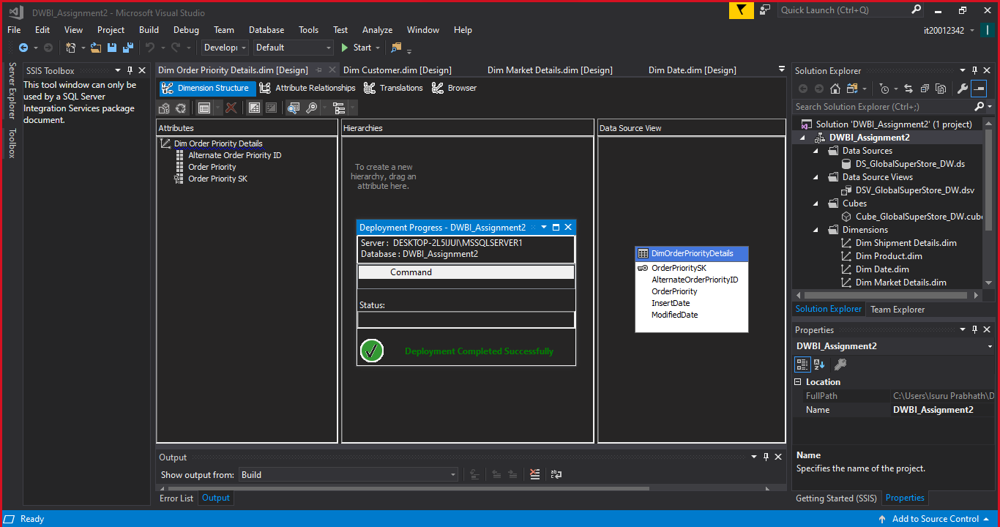 DWBI_Assignment2 - Microsoft Visual Studio
Quick Launch (Ctrl+Q)
File Edit View Project Build Debug Team Database Tools Test Analyze Window Help
it20012342
I
Develop Default Start
Server Explorer
Toolbox
SSIS Toolbox
This tool window can only be
used by a SQL Server
Integration Services package
document.
Dim Order Priority Details.dim [Design] Dim Customer.dim [Design] Dim Market Details.dim [Design] Dim Date.dim [Design]
Dimension Structure Attribute Relationships Translations Browser
Attributes
Dim Order Priority Details
Alternate Order Priority ID
Order Priority
Order Priority SK
Hierarchies
To create a new
hierarchy, drag an
attribute here.
Deployment Progress - DWBI_Assignment2
Server : DESKTOP-2L5IJUI\MSSQLSERVER1
Database : DWBI_Assignment2
Command
Status:
Deployment Completed Successfully
Data Source View
DimOrderPriorityDetails
OrderPrioritySK
AlternateOrderPriorityID
OrderPriority
InsertDate
ModifiedDate
Output
Show output from: Build
Error List Output
Solution Explorer
Search Solution Explorer (Ctrl+;)
Solution 'DWBI_Assignment2' (1 project)
DWBI_Assignment2
Data Sources
DS_GlobalSuperStore_DW.ds
Data Source Views
DSV_GlobalSuperStore_DW.dsv
Cubes
Cube_GlobalSuperStore_DW.cube
Dimensions
Dim Shipment Details.dim
Dim Product.dim
Dim Date.dim
Dim Market Details.dim
Solution Explorer Team Explorer
Properties
DWBI_Assignment2
Location
FullPath C:\Users\Isuru Prabhath\D
Name DWBI_Assignment2
Name
Specifies the name of the project.
Getting Started (SSIS) Properties
Ready
Add to Source Control